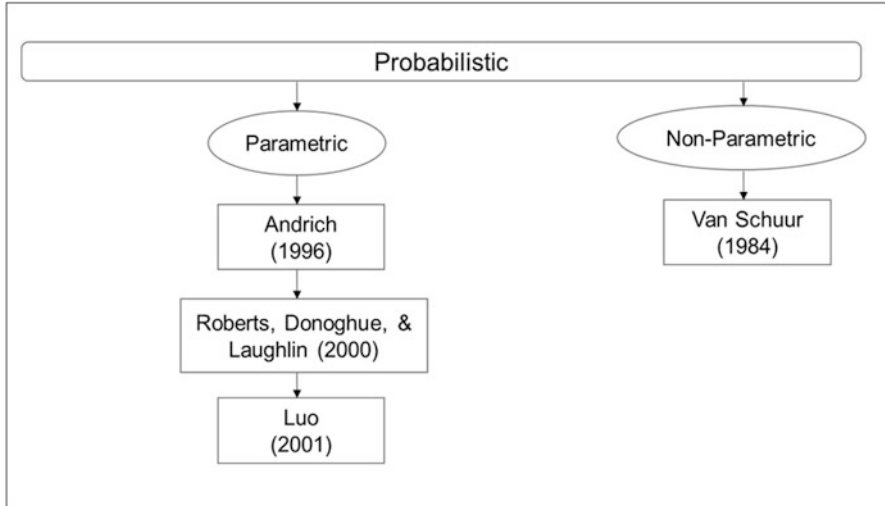 Probabilistic
Parametric
Non-Parametric
Andrich
(1996)
Van Schuur
(1984)
Roberts, Donoghue, &
Laughlin (2000)
Luo
(2001)